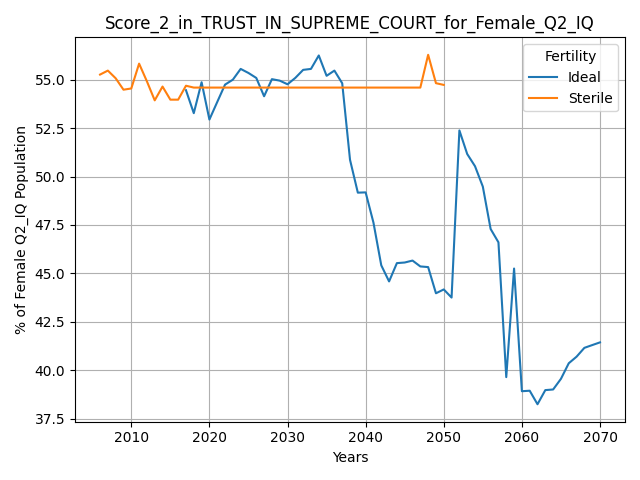 Score_2_in_TRUST_IN_SUPREME_COURT_for_Female_Q2_IQ
Fertility
Ideal
Sterile
% of Female Q2_IQ Population
55.0
52.5
50.0
47.5
45.0
42.5
40.0
37.5
2010 2020 2030 2040 2050 2060 2070
Years